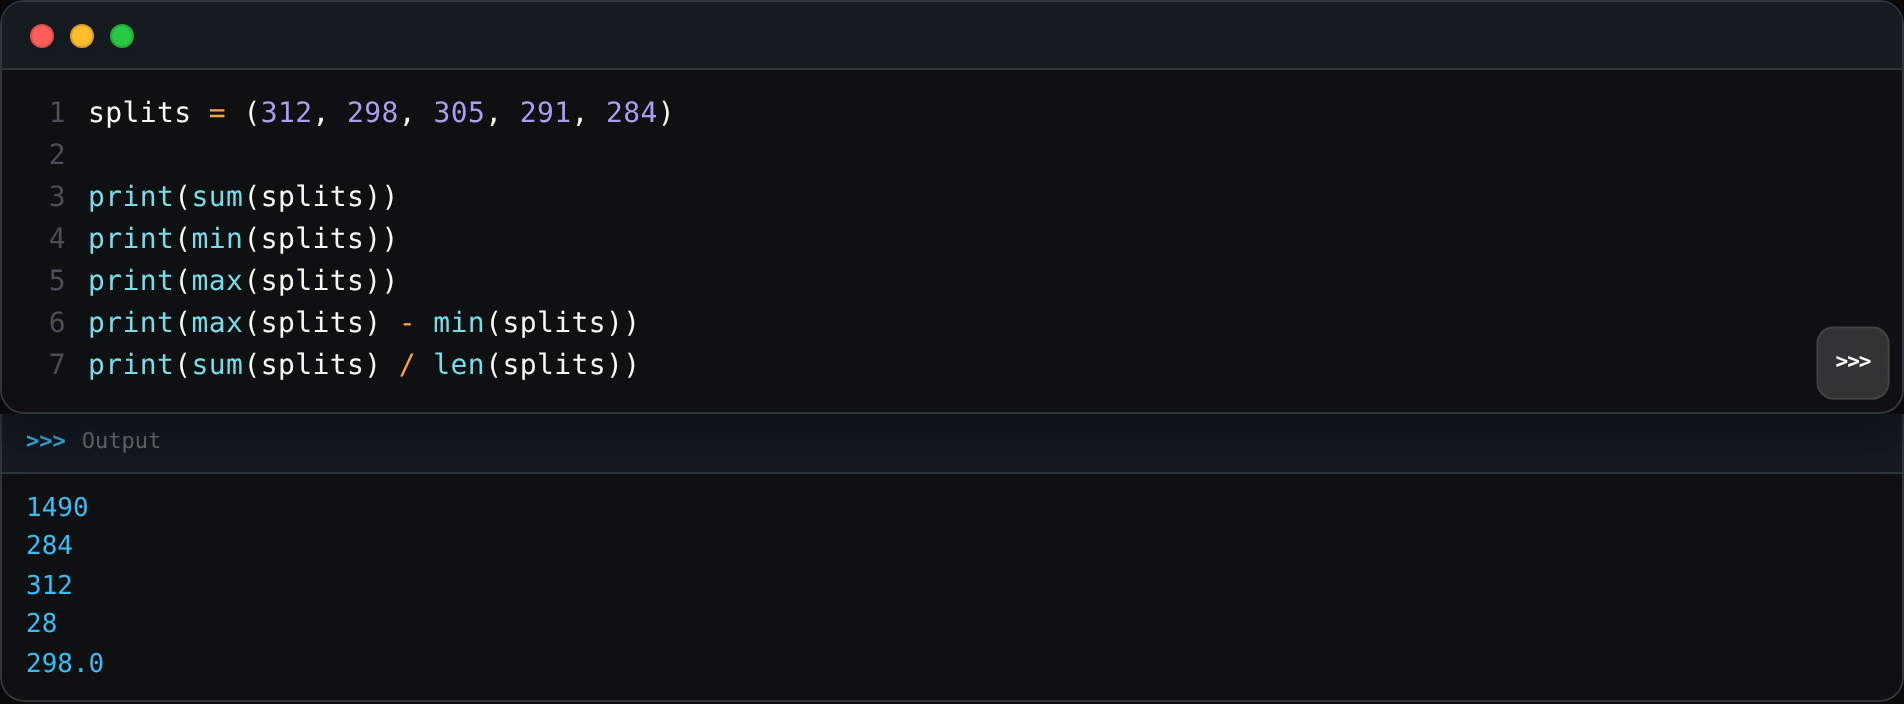 1 splits = (312, 298, 305, 291, 284)
2
3 print(sum(splits))
4 print(min(splits))
5 print(max(splits))
6 print(max(splits) - min(splits))
7 print(sum(splits) / len(splits))
>>>
>>> Output
1490
284
312
28
298.0